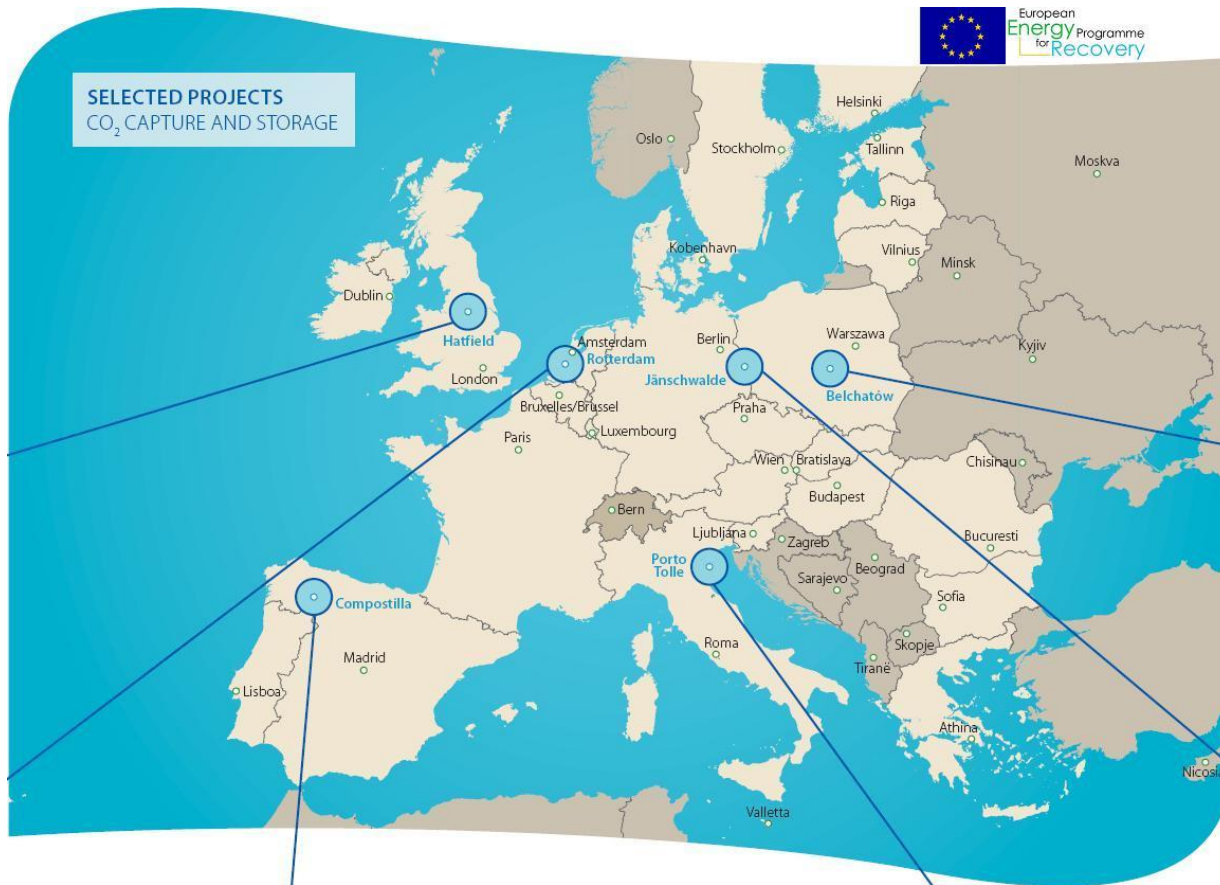 European
Energy Programme
for Recovery
SELECTED PROJECTS
CO₂ CAPTURE AND STORAGE
Helsinki
Oslo
Stockholm
Tallinn
Moskva
Riga
Kobenhavn
Vilnius
Minsk
Dublin
Hatfield
Amsterdam
Rotterdam
Berlin
Warszawa
Kyjiv
London
Jänschwalde
Belchatów
Bruxelles/Brussel
Praha
Luxembourg
Paris
Wien
Bratislava
Chisinau
Budapest
Bern
Ljubljana
Zagreb
Bucuresti
Porto
Tolle
Beograd
Sarajevo
Compostilla
Sofia
Skopje
Roma
Madrid
Tiranë
Lisboa
Athina
Nicosi
Valletta